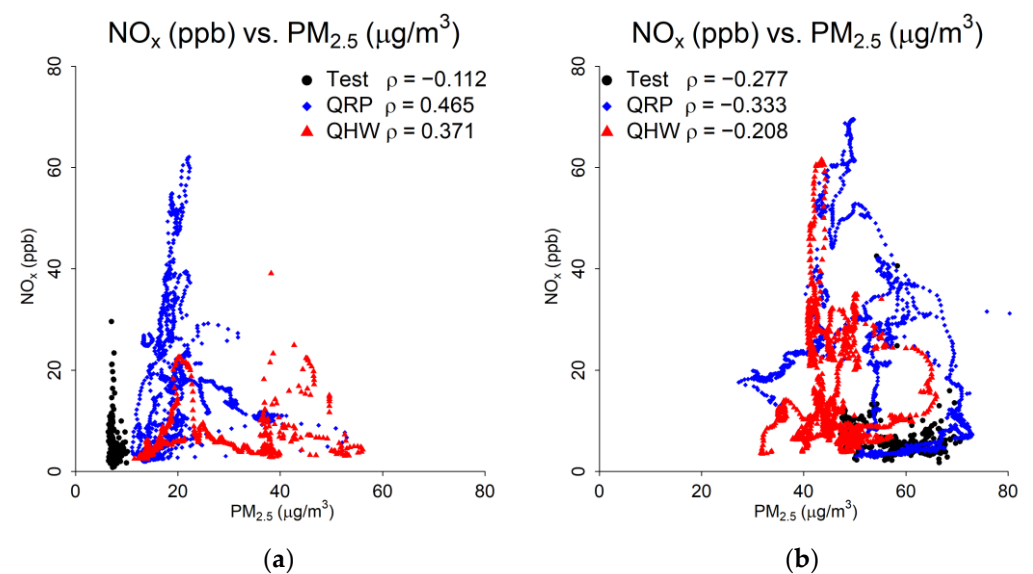 NOₓ (ppb) vs. PM₂.₅ (μg/m³)
Test ρ = −0.112
QRP ρ = 0.465
QHW ρ = 0.371
NOₓ (ppb)
80
60
40
20
0
0 20 40 60 80
PM₂.₅ (μg/m³)
(a)
NOₓ (ppb) vs. PM₂.₅ (μg/m³)
Test ρ = −0.277
QRP ρ = −0.333
QHW ρ = −0.208
NOₓ (ppb)
80
60
40
20
0
0 20 40 60 80
PM₂.₅ (μg/m³)
(b)